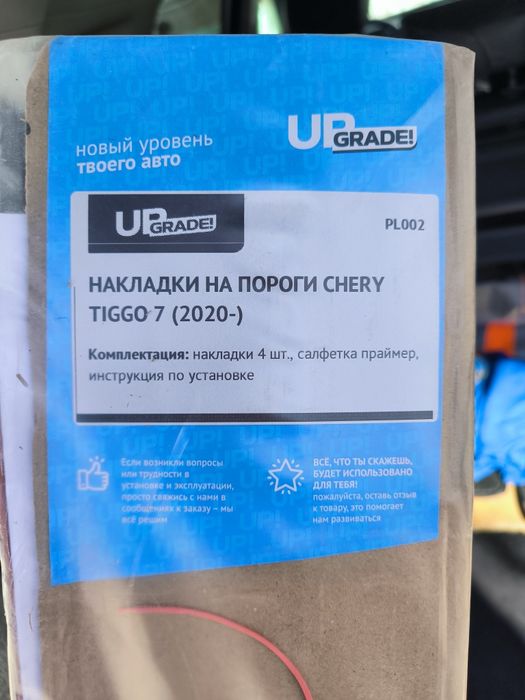 новый уровень
твоего авто
UPGRADE!
UPGRADE!
PL002
НАКЛАДКИ НА ПОРОГИ CHERY
TIGGO 7 (2020-)
Комплектация: накладки 4 шт., салфетка праймер,
инструкция по установке
Если возникли вопросы
или трудности в
установке и эксплуатации,
просто свяжись с нами в
сообщениях к заказу – мы
всё решим
ВСЁ, ЧТО ТЫ СКАЖЕШЬ,
БУДЕТ ИСПОЛЬЗОВАНО
ДЛЯ ТЕБЯ!
пожалуйста, оставь отзыв
к товару, это помогает
нам развиваться